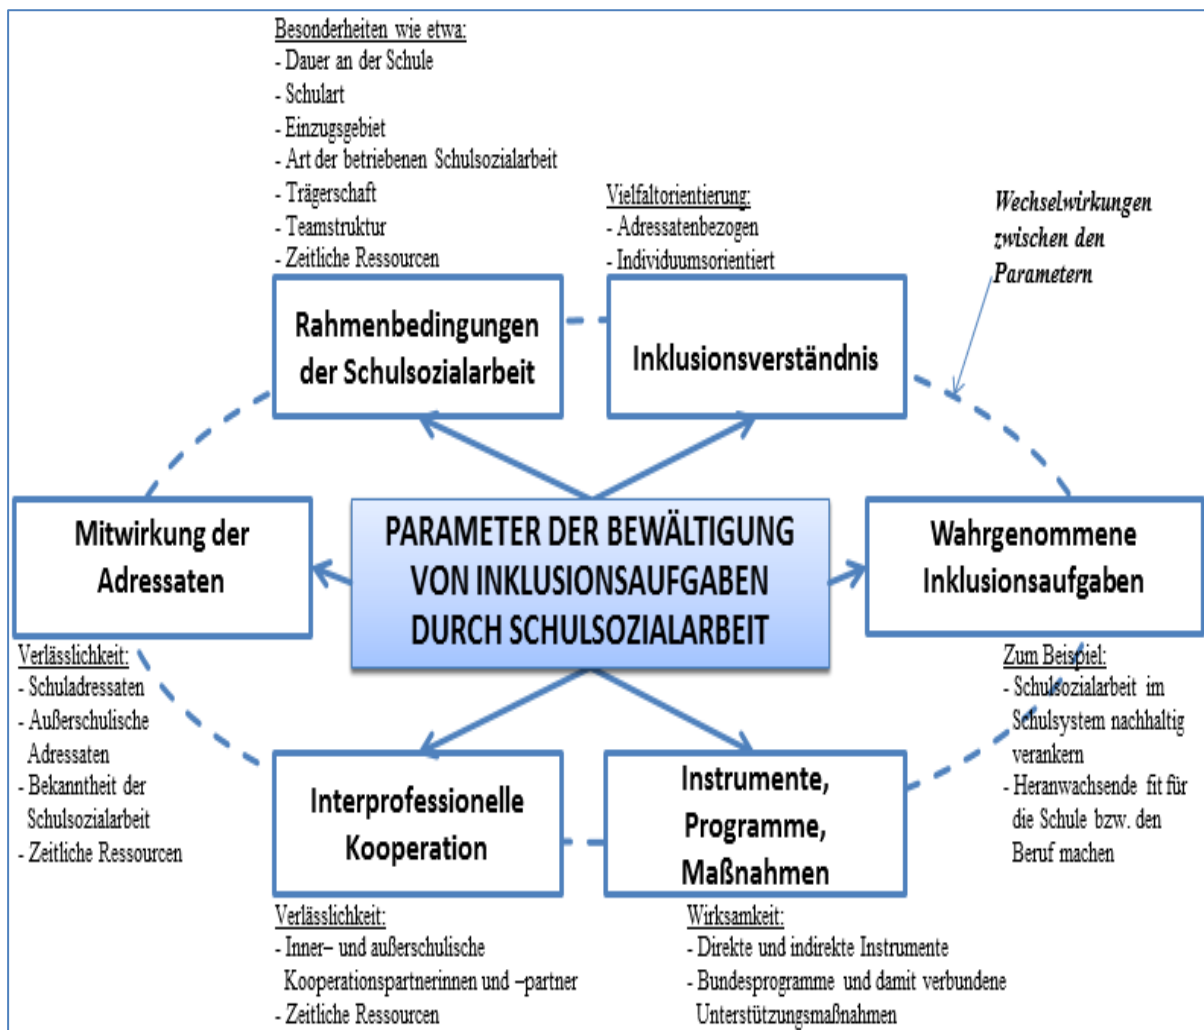 Besonderheiten wie etwa:
- Dauer an der Schule
- Schulart
- Einzugsgebiet
- Art der betriebenen Schulsozialarbeit
- Trägerschaft
- Teamstruktur
- Zeitliche Ressourcen
Rahmenbedingungen
der Schulsozialarbeit
Vielfaltorientierung:
- Adressatenbezogen
- Individuumsorientiert
Inklusionsverständnis
Wechselwirkungen
zwischen den
Parametern
Mitwirkung der
Adressaten
PARAMETER DER BEWÄLTIGUNG
VON INKLUSIONSAUFGABEN
DURCH SCHULSOZIALARBEIT
Wahrgenommene
Inklusionsaufgaben
Verlässlichkeit:
- Schuladressaten
- Außerschulische
Adressaten
- Bekanntheit der
Schulsozialarbeit
- Zeitliche Ressourcen
Zum Beispiel:
- Schulsozialarbeit im
Schulsystem nachhaltig
verankern
- Heranwachsende fit für
die Schule bzw. den
Beruf machen
Interprofessionelle
Kooperation
Verlässlichkeit:
- Inner– und außerschulische
Kooperationspartnerinnen und –partner
- Zeitliche Ressourcen
Instrumente,
Programme,
Maßnahmen
Wirksamkeit:
- Direkte und indirekte Instrumente
- Bundesprogramme und damit verbundene
Unterstützungsmaßnahmen